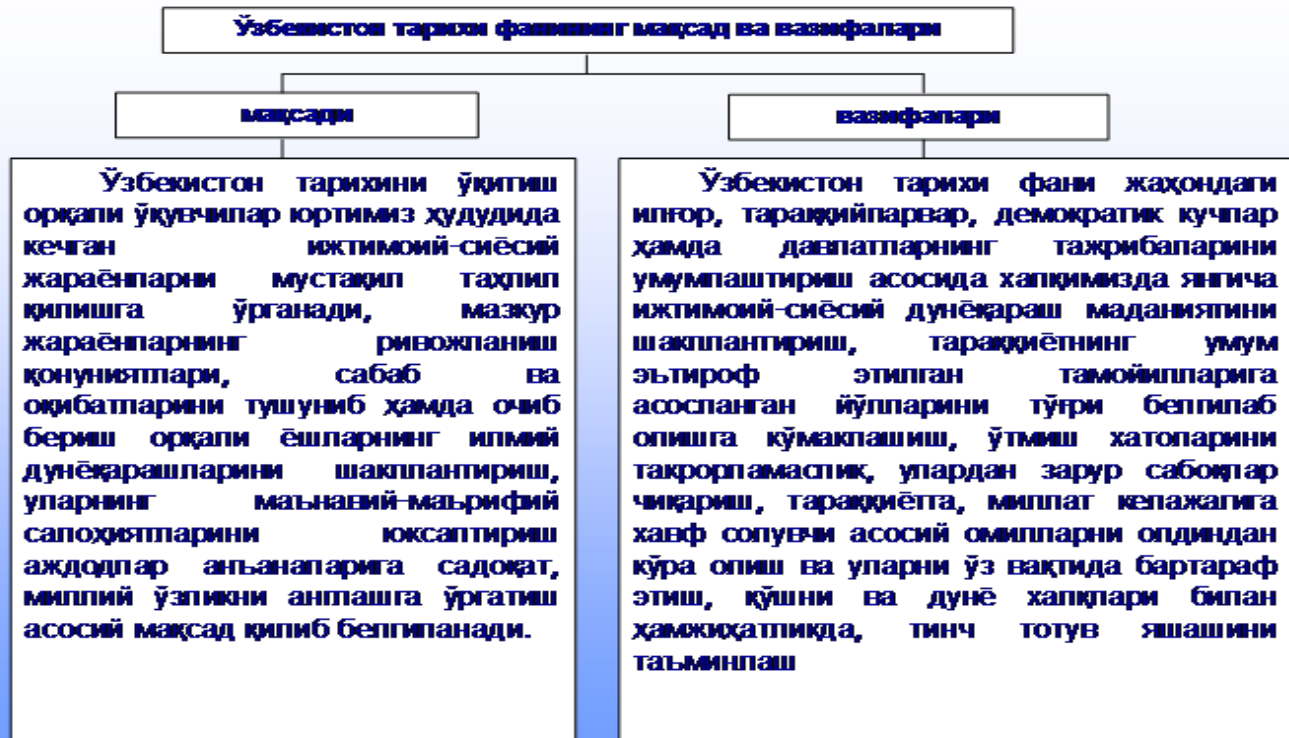 Ўзбекистон тарихи фанининг мақсад ва вазифалари
мақсади
вазифалари
Ўзбекистон тарихини ўқитиш
орқали ўқувчилар юртимиз ҳудудида
кечган ижтимоий-сиёсий
жараёнларни мустақил таҳлил
қилишга ўрганади, мазкур
жараёнларнинг ривожланиш
қонуниятлари, сабаб ва
оқибатларини тушуниб ҳамда очиб
бериш орқали ёшларнинг илмий
дунёқарашларини шакллантириш,
уларнинг маънавий-маърифий
салоҳиятларини юксалтириш
аждодлар анъаналарига садоқат,
миллий ўзликни англашга ўргатиш
асосий мақсад қилиб белгиланади.
Ўзбекистон тарихи фани жаҳондаги
илғор, тараққийпарвар, демократик кучлар
ҳамда давлатларнинг тажрибаларини
умумлаштириш асосида халқимизда янгича
ижтимоий-сиёсий дунёқараш маданиятини
шакллантириш, тараққиётнинг умум
эътироф этилган тамойилларига
асосланган йўлларини тўғри белгилаб
олишга кўмаклашиш, ўтмиш хатоларини
такрорламаслик, улардан зарур сабоқлар
чиқариш, тараққиётга, миллат келажагига
хавф солувчи асосий омилларни олдиндан
кўра олиш ва уларни ўз вақтида бартараф
этиш, қўшни ва дунё халқлари билан
ҳамжиҳатликда, тинч тотув яшашини
таъминлаш